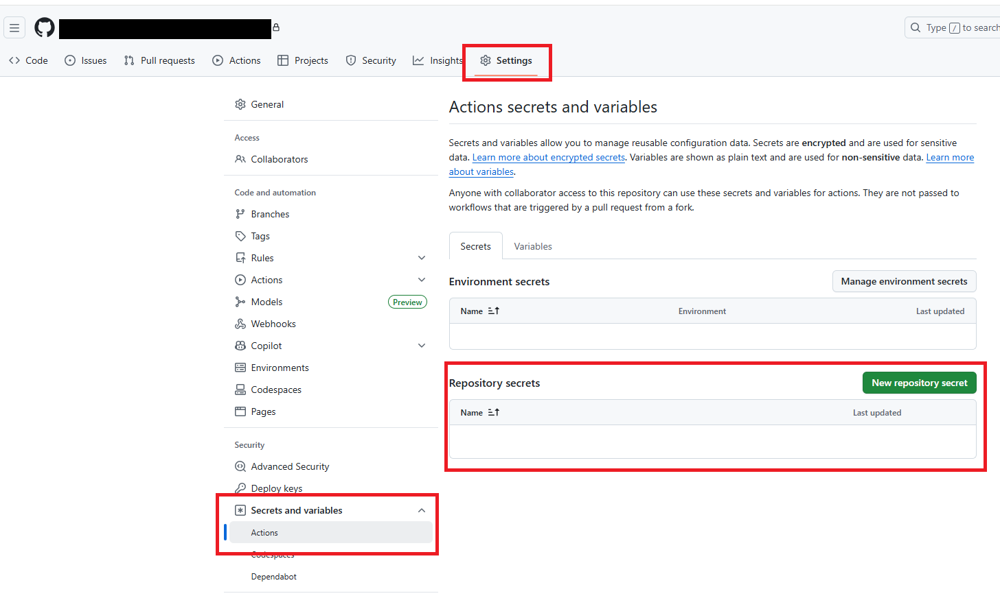 Type / to search
Code
Issues
Pull requests
Actions
Projects
Security
Insights
Settings
General
Access
Collaborators
Code and automation
Branches
Tags
Rules
Actions
Models
Preview
Webhooks
Copilot
Environments
Codespaces
Pages
Security
Advanced Security
Deploy keys
Secrets and variables
Actions
Codespaces
Dependabot
Actions secrets and variables
Secrets and variables allow you to manage reusable configuration data. Secrets are encrypted and are used for sensitive
data. Learn more about encrypted secrets. Variables are shown as plain text and are used for non-sensitive data. Learn more
about variables.
Anyone with collaborator access to this repository can use these secrets and variables for actions. They are not passed to
workflows that are triggered by a pull request from a fork.
Secrets
Variables
Environment secrets
Manage environment secrets
Name
Environment
Last updated
Repository secrets
New repository secret
Name
Last updated